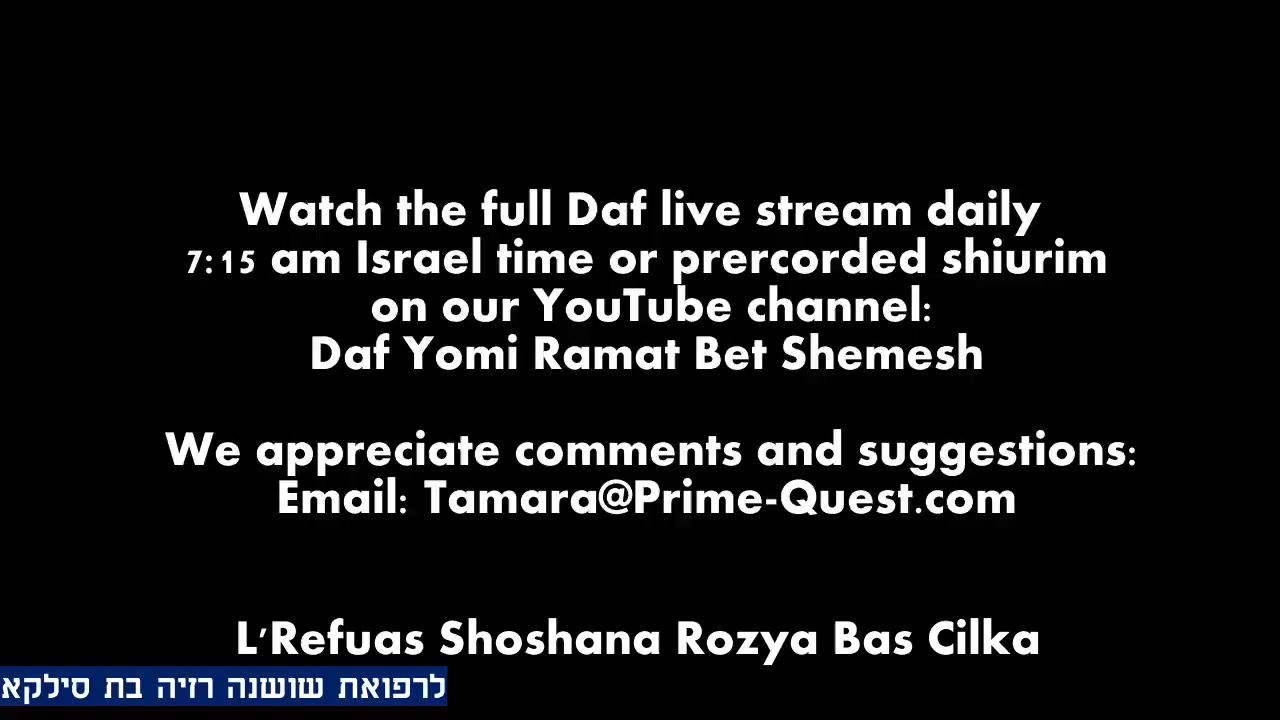 Watch the full Daf live stream daily
7:15 am Israel time or prercorded shiurim
on our YouTube channel:
Daf Yomi Ramat Bet Shemesh
We appreciate comments and suggestions:
Email: Tamara@Prime-Quest.com
L'Refuas Shoshana Rozya Bas Cilka
לרפואת שושנה רזיה בת סילקא